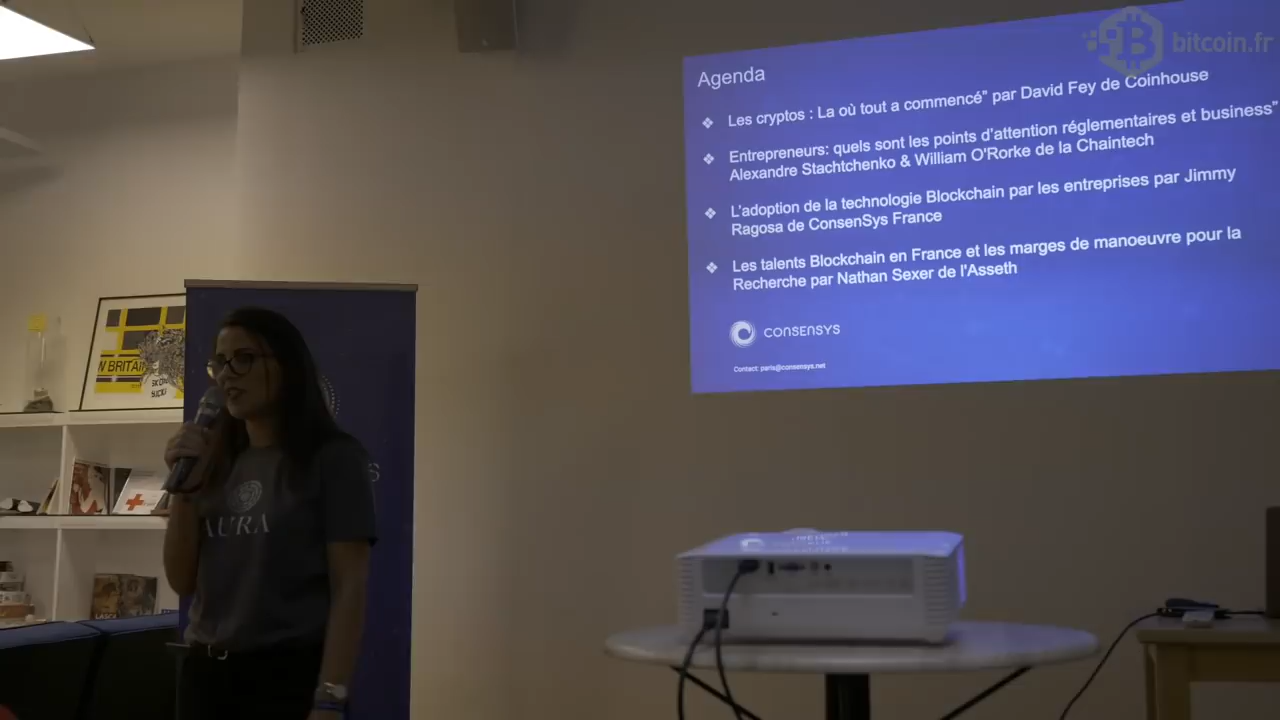 bitcoin.fr
Agenda
Les cryptos : La où tout a commencé” par David Fey de Coinhouse
Entrepreneurs: quels sont les points d’attention réglementaires et business”
Alexandre Stachtchenko & William O'Rorke de la Chaintech
L'adoption de la technologie Blockchain par les entreprises par Jimmy
Ragosa de ConsenSys France
Les talents Blockchain en France et les marges de manoeuvre pour la
Recherche par Nathan Sexer de l'Asseth
CONSENSYS
Contact: paris@consensys.net
W BRITAIN
AURA
S